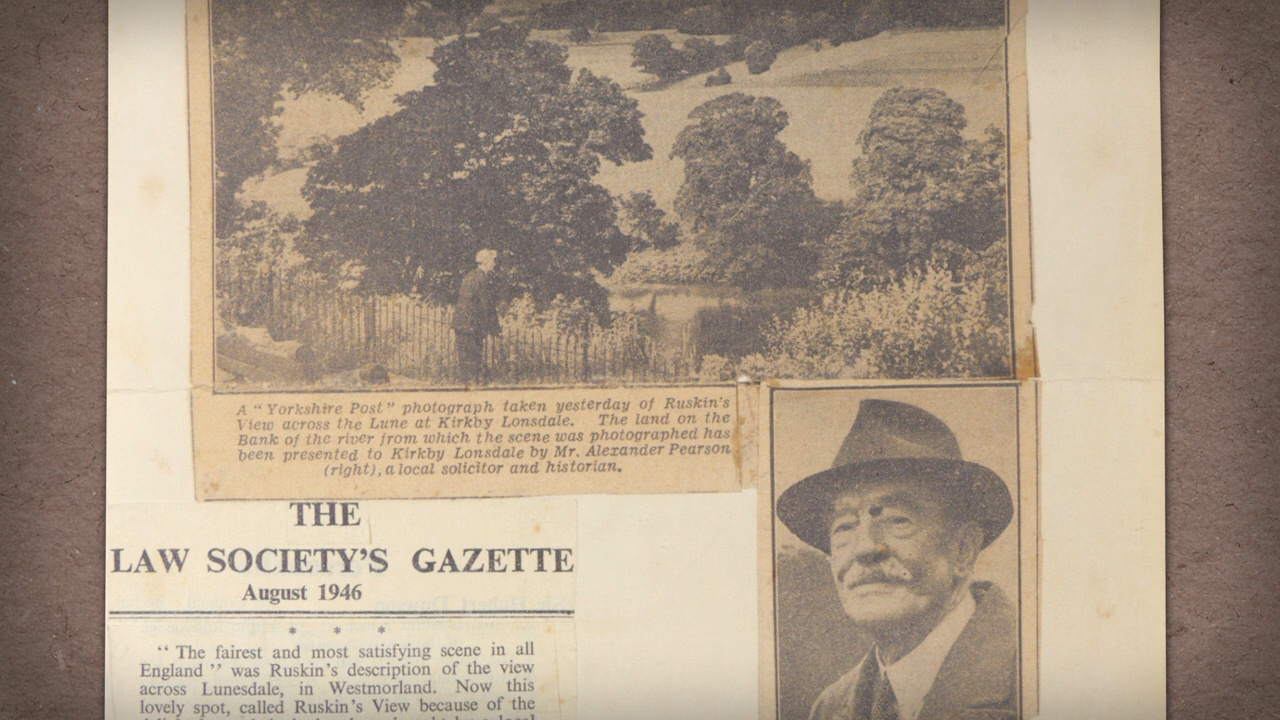 A "Yorkshire Post" photograph taken yesterday of Ruskin's
View across the Lune at Kirkby Lonsdale. The land on the
Bank of the river from which the scene was photographed has
been presented to Kirkby Lonsdale by Mr. Alexander Pearson
(right), a local solicitor and historian.
THE
LAW SOCIETY'S GAZETTE
August 1946
* * *
" The fairest and most satisfying scene in all
England " was Ruskin's description of the view
across Lunesdale, in Westmorland. Now this
lovely spot, called Ruskin's View because of the